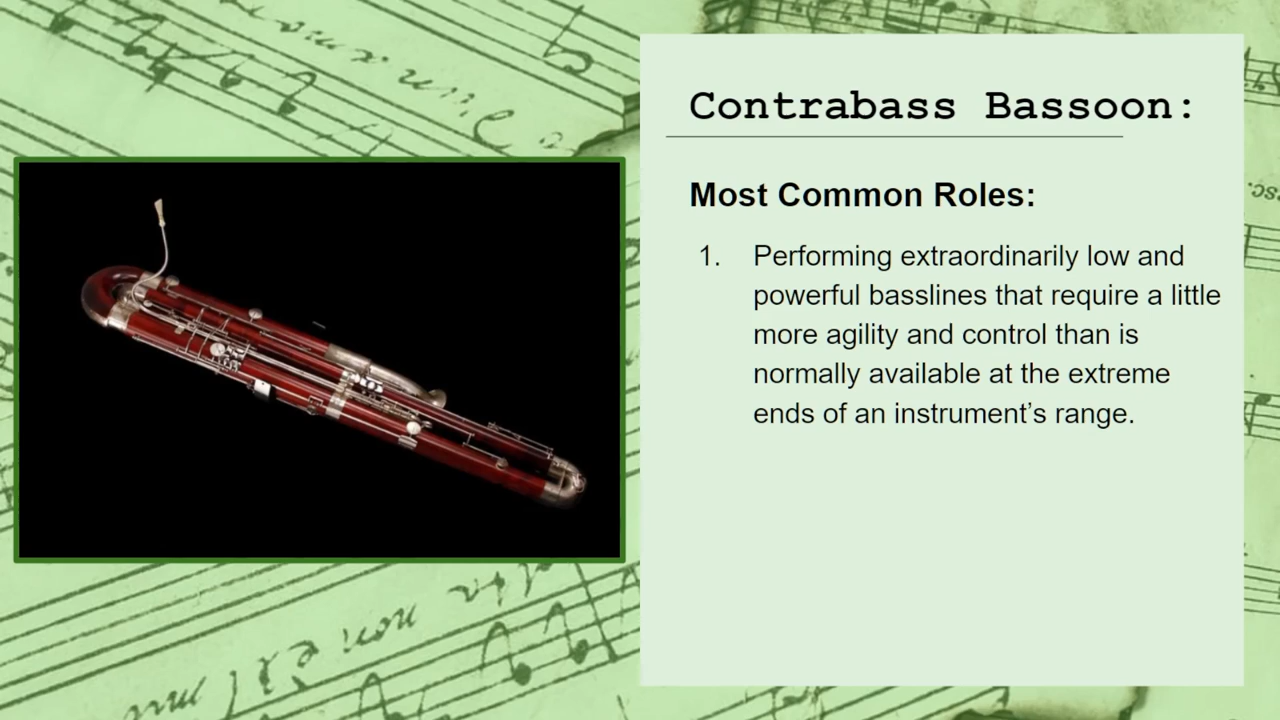 Contrabass Bassoon:
Most Common Roles:
1. Performing extraordinarily low and
powerful basslines that require a little
more agility and control than is
normally available at the extreme
ends of an instrument’s range.